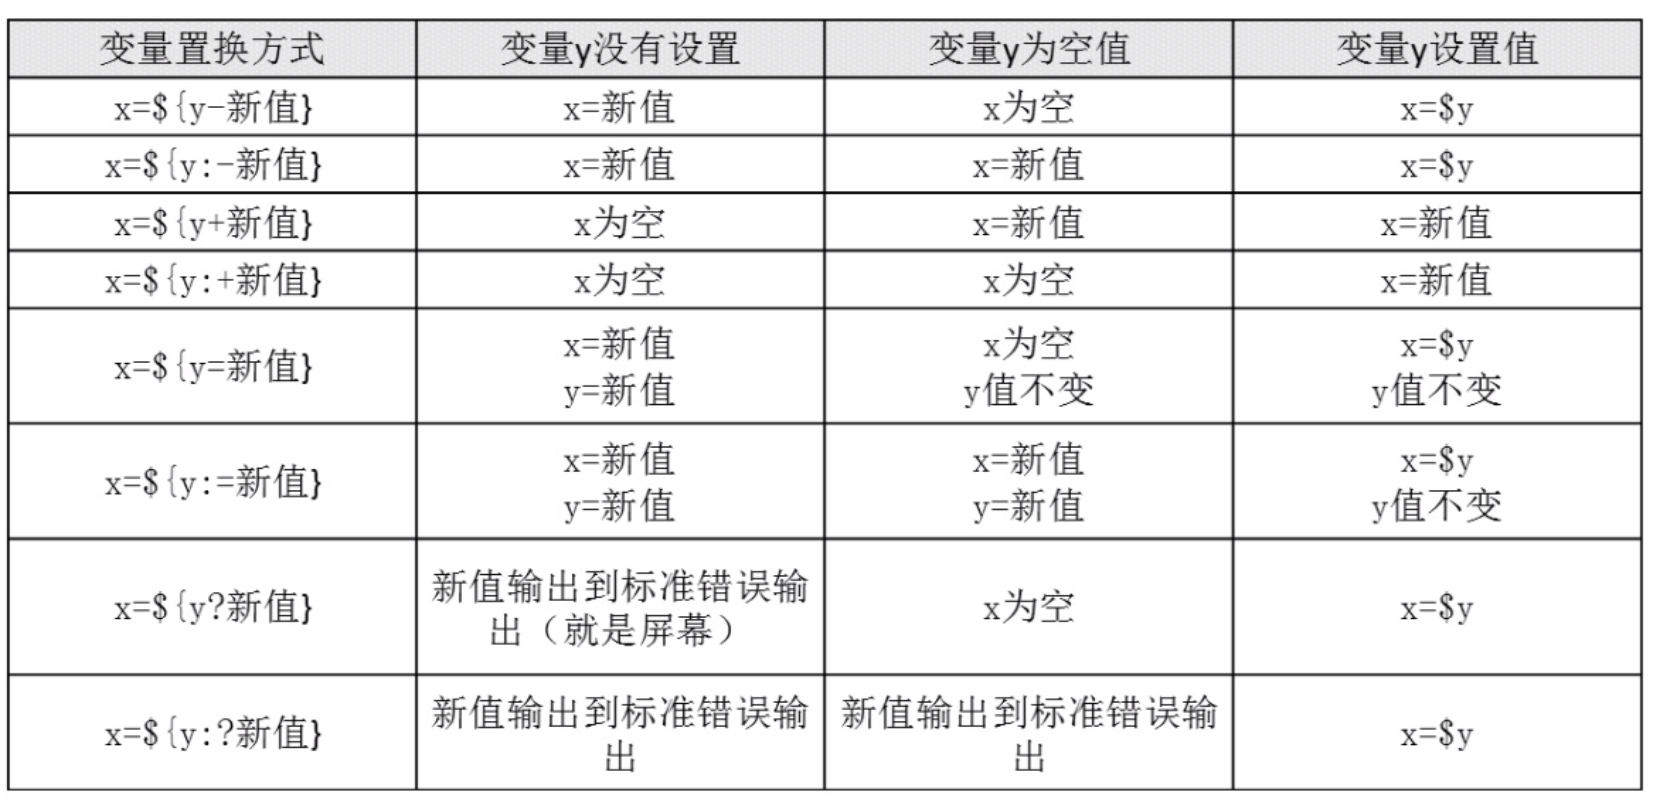 变量置换方式 变量y没有设置 变量y为空值 变量y设置值
x=${y-新值} x=新值 x为空 x=$y
x=${y:-新值} x=新值 x=新值 x=$y
x=${y+新值} x为空 x=新值 x=新值
x=${y:+新值} x为空 x为空 x=新值
x=${y=新值} x=新值 x为空 x=$y
y=新值 y值不变 y值不变
x=${y:=新值} x=新值 x=新值 x=$y
y=新值 y=新值 y值不变
x=${y?新值} 新值输出到标准错误输 x为空 x=$y
出（就是屏幕）
x=${y:?新值} 新值输出到标准错误输 新值输出到标准错误输 x=$y
出 出